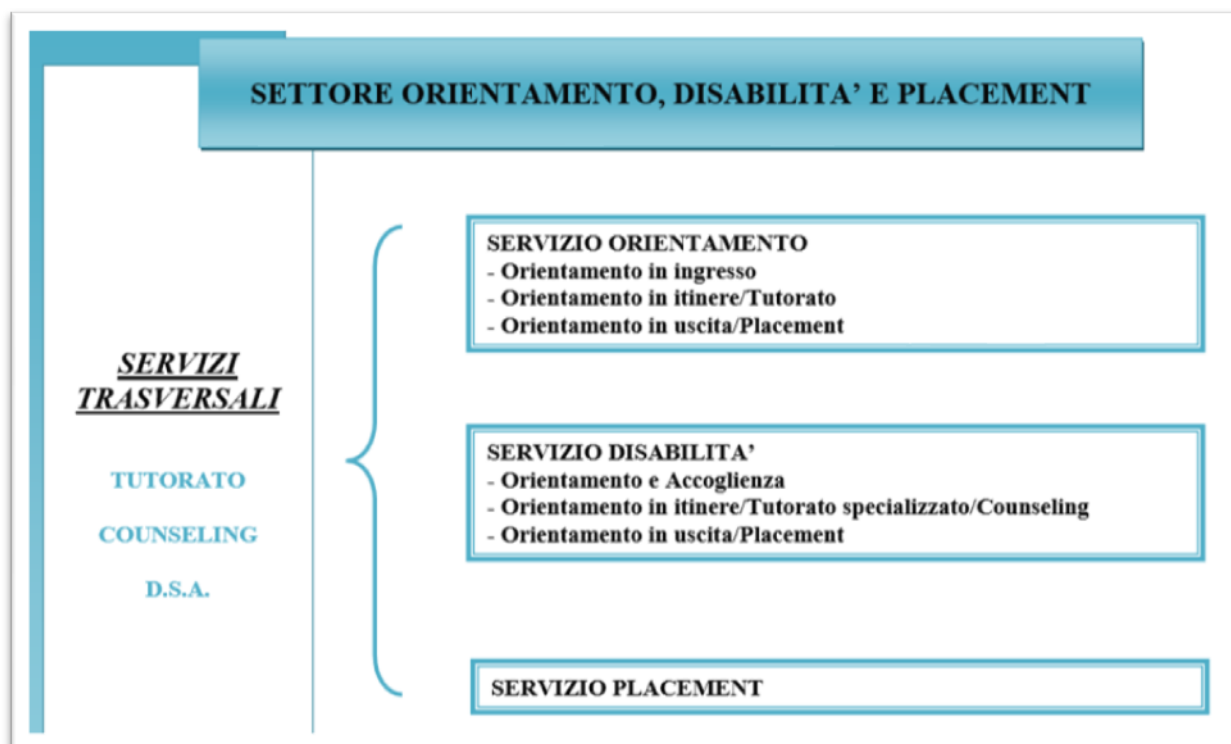 SETTORE ORIENTAMENTO, DISABILITA’ E PLACEMENT
SERVIZI
TRASVERSALI
TUTORATO
COUNSELING
D.S.A.
SERVIZIO ORIENTAMENTO
- Orientamento in ingresso
- Orientamento in itinere/Tutorato
- Orientamento in uscita/Placement
SERVIZIO DISABILITA’
- Orientamento e Accoglienza
- Orientamento in itinere/Tutorato specializzato/Counseling
- Orientamento in uscita/Placement
SERVIZIO PLACEMENT